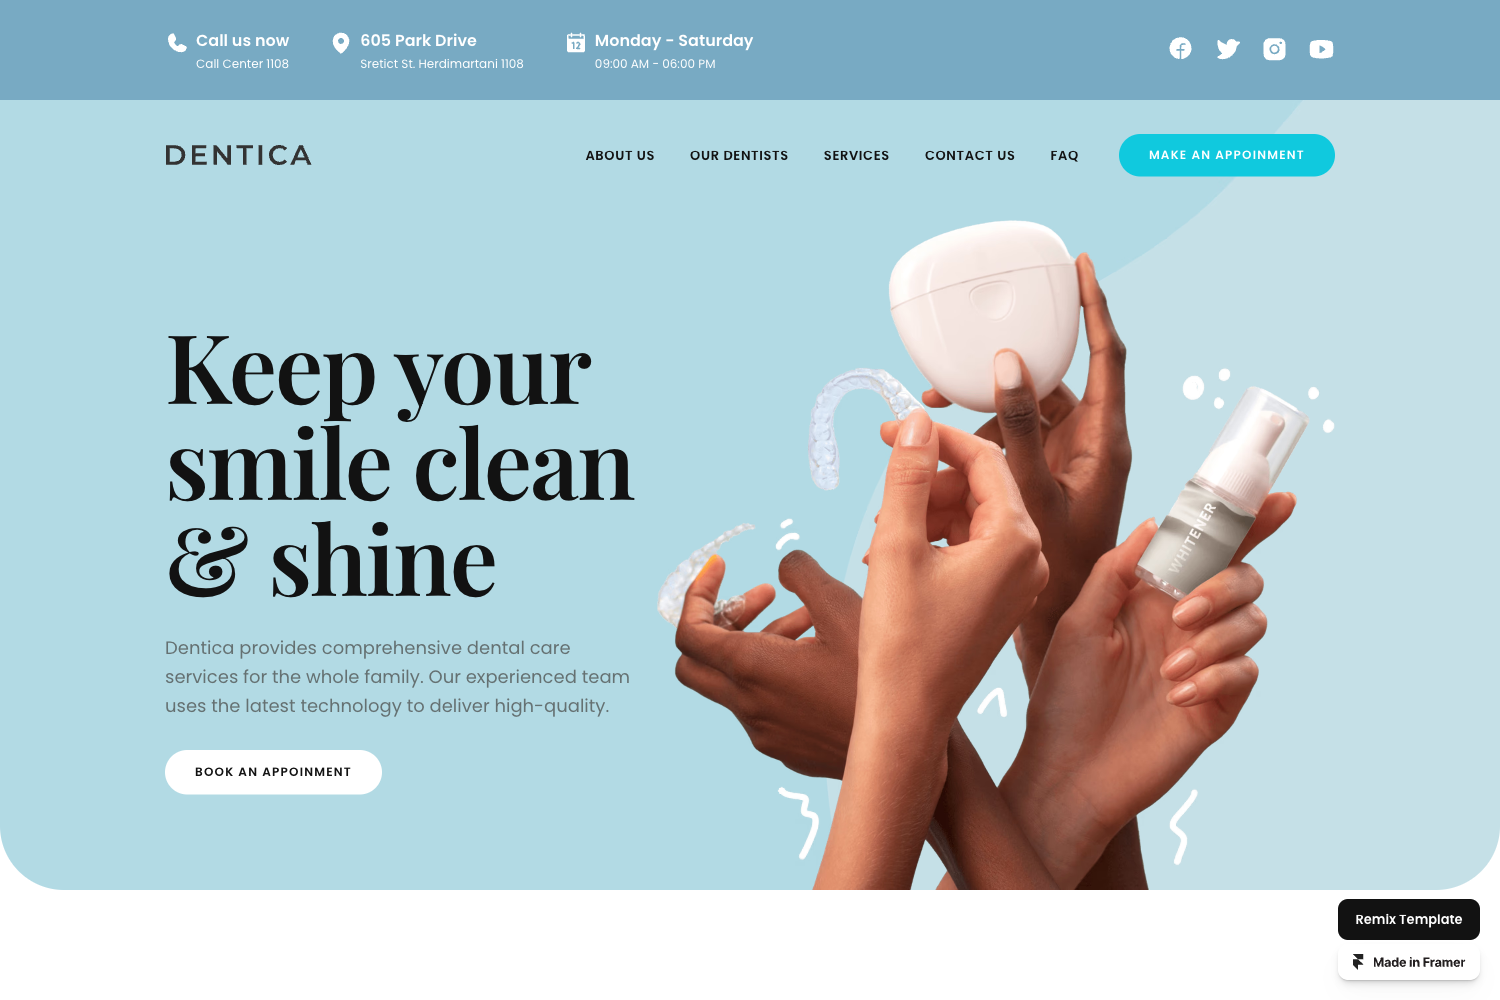 Call us now
Call Center 1108
605 Park Drive
Sretict St. Herdimartani 1108
12
Monday - Saturday
09:00 AM - 06:00 PM
DENTICA
ABOUT US
OUR DENTISTS
SERVICES
CONTACT US
FAQ
MAKE AN APPOINMENT
Keep your
smile clean
& shine
Dentica provides comprehensive dental care
services for the whole family. Our experienced team
uses the latest technology to deliver high-quality.
BOOK AN APPOINMENT
WHITENER
Remix Template
Made in Framer